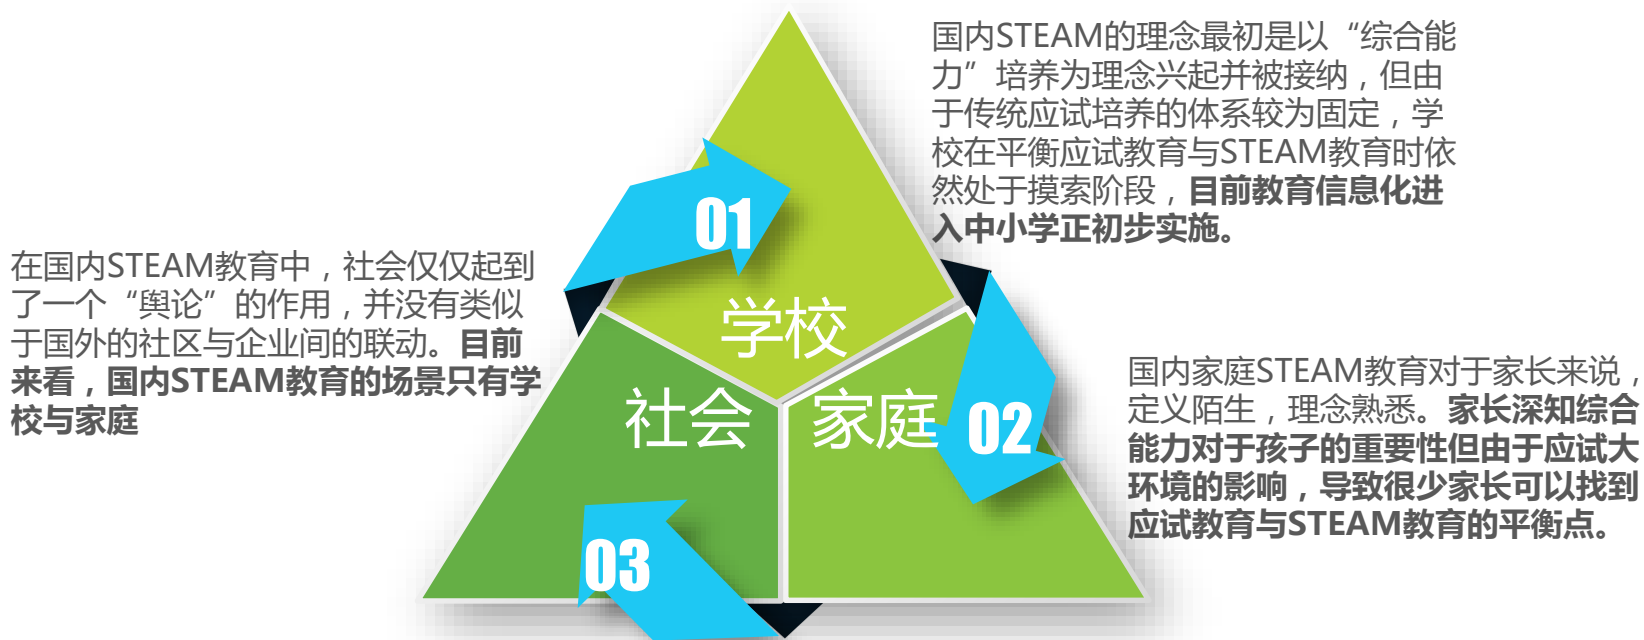 国内STEAM的理念最初是以“综合能
力”培养为理念兴起并被接纳，但由
于传统应试培养的体系较为固定，学
校在平衡应试教育与STEAM教育时依
然处于摸索阶段，目前教育信息化进
入中小学正初步实施。
01
学校
在国内STEAM教育中，社会仅仅起到
了一个“舆论”的作用，并没有类似
于国外的社区与企业间的联动。目前
来看，国内STEAM教育的场景只有学
校与家庭
社会
家庭
02
国内家庭STEAM教育对于家长来说，
定义陌生，理念熟悉。家长深知综合
能力对于孩子的重要性但由于应试大
环境的影响，导致很少家长可以找到
应试教育与STEAM教育的平衡点。
03